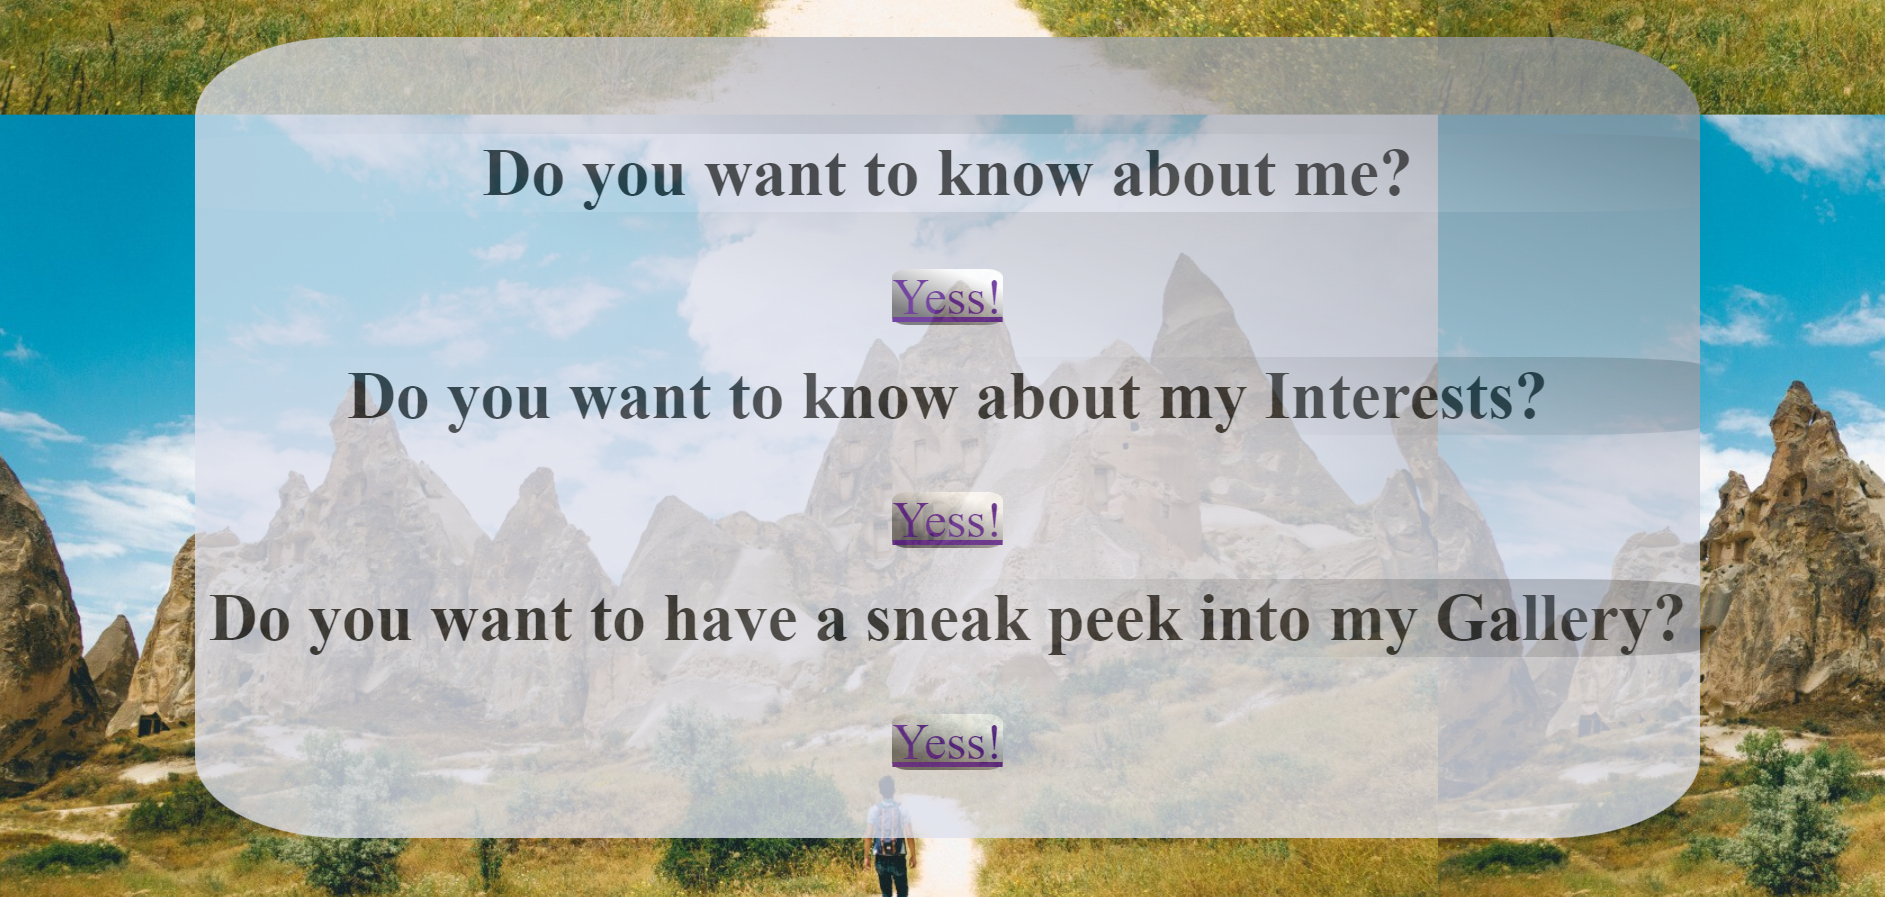 Do you want to know about me?
Yess!
Do you want to know about my Interests?
Yess!
Do you want to have a sneak peek into my Gallery?
Yess!